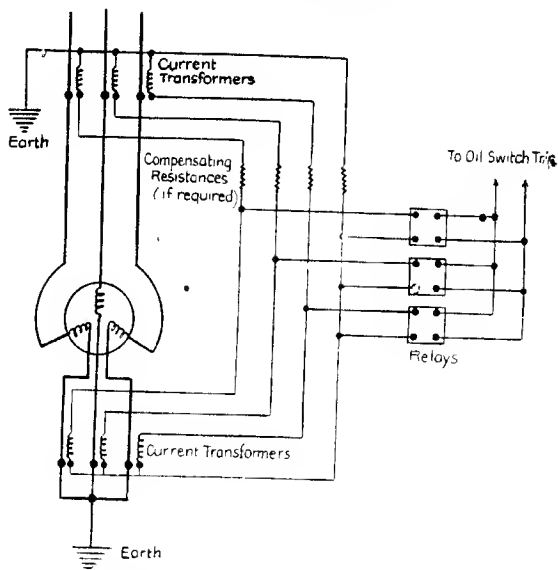 Current
Transformers
Earth
Compensating
Resistances
(if required)
To Oil Switch Trip
Relays
Current Transformers
Earth